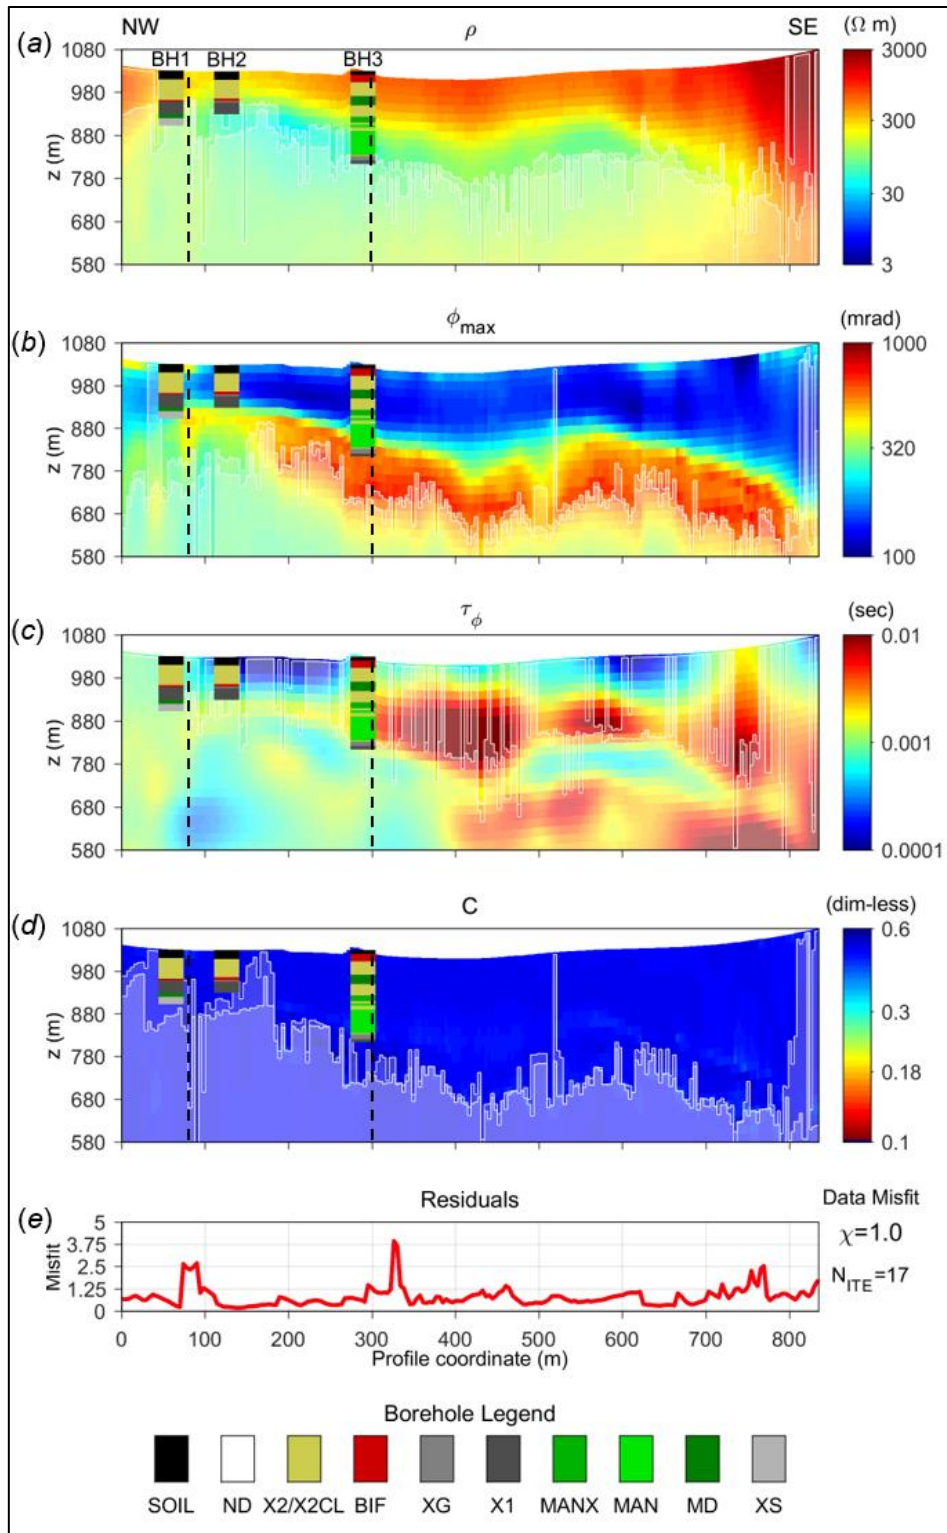 (a) NW ρ SE (Ω m)
BH1 BH2 BH3
1080
980
880
780
680
580
z (m)
3000
300
30
3
(b) ϕmax (mrad)
1080
980
880
780
680
580
z (m)
1000
320
100
(c) τϕ (sec)
1080
980
880
780
680
580
z (m)
0.01
0.001
0.0001
(d) C (dim-less)
1080
980
880
780
680
580
z (m)
0.6
0.3
0.18
0.1
(e) Residuals Data Misfit
5
3.75
2.5
1.25
0
Misfit
χ=1.0
N_ITE=17
0 100 200 300 400 500 600 700 800
Profile coordinate (m)
Borehole Legend
SOIL ND X2/X2CL BIF XG X1 MANX MAN MD XS